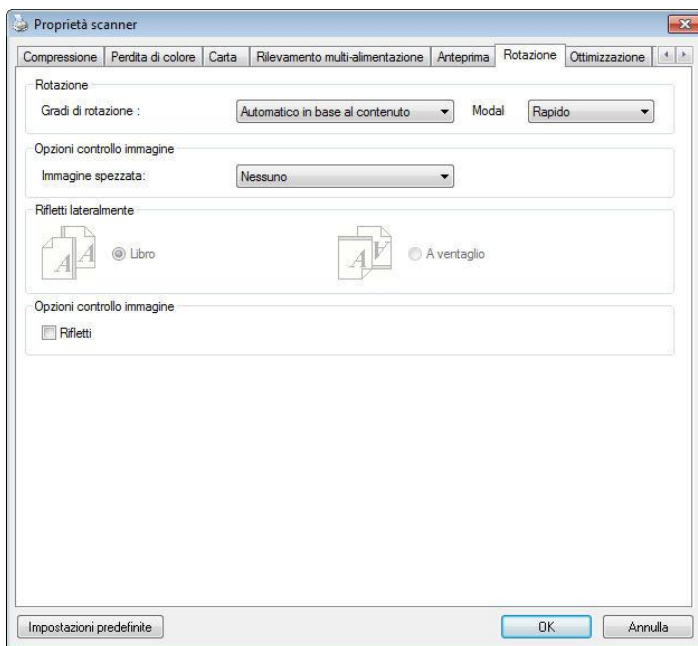 Proprietà scanner
Compressione Perdita di colore Carta Rilevamento multi-alimentazione Anteprima Rotazione Ottimizzazione
Rotazione
Gradi di rotazione : Automatico in base al contenuto Modal Rapido
Opzioni controllo immagine
Immagine spezzata: Nessuno
Rifletti lateralmente
A A Libro A A A ventaglio
Opzioni controllo immagine
Rifletti
Impostazioni predefinite OK Annulla